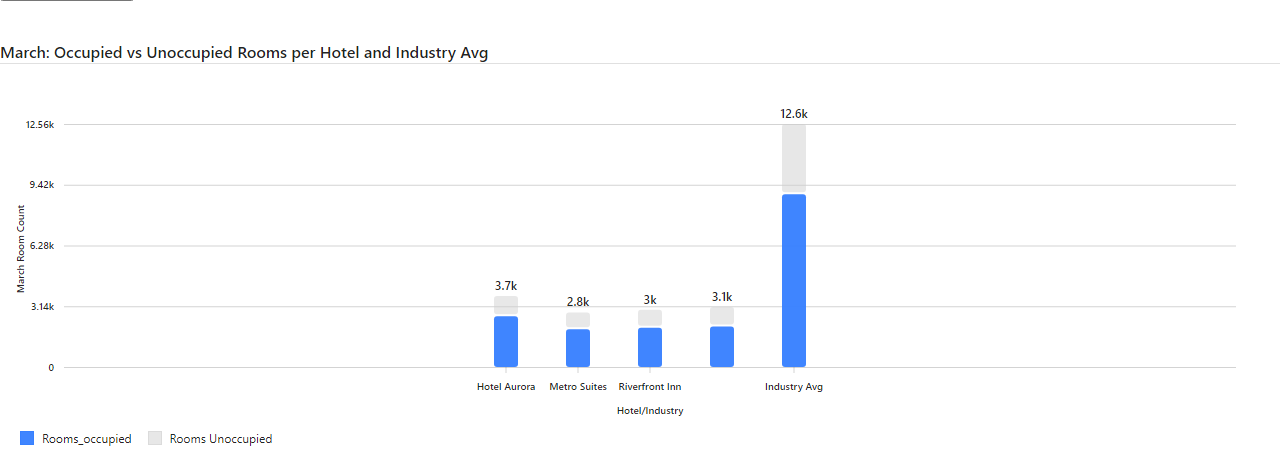 March: Occupied vs Unoccupied Rooms per Hotel and Industry Avg
12.6k
12.56k
9.42k
6.28k
3.14k
0
March Room Count
3.7k
2.8k
3k
3.1k
Hotel Aurora
Metro Suites
Riverfront Inn
Industry Avg
Hotel/Industry
Rooms_occupied
Rooms Unoccupied